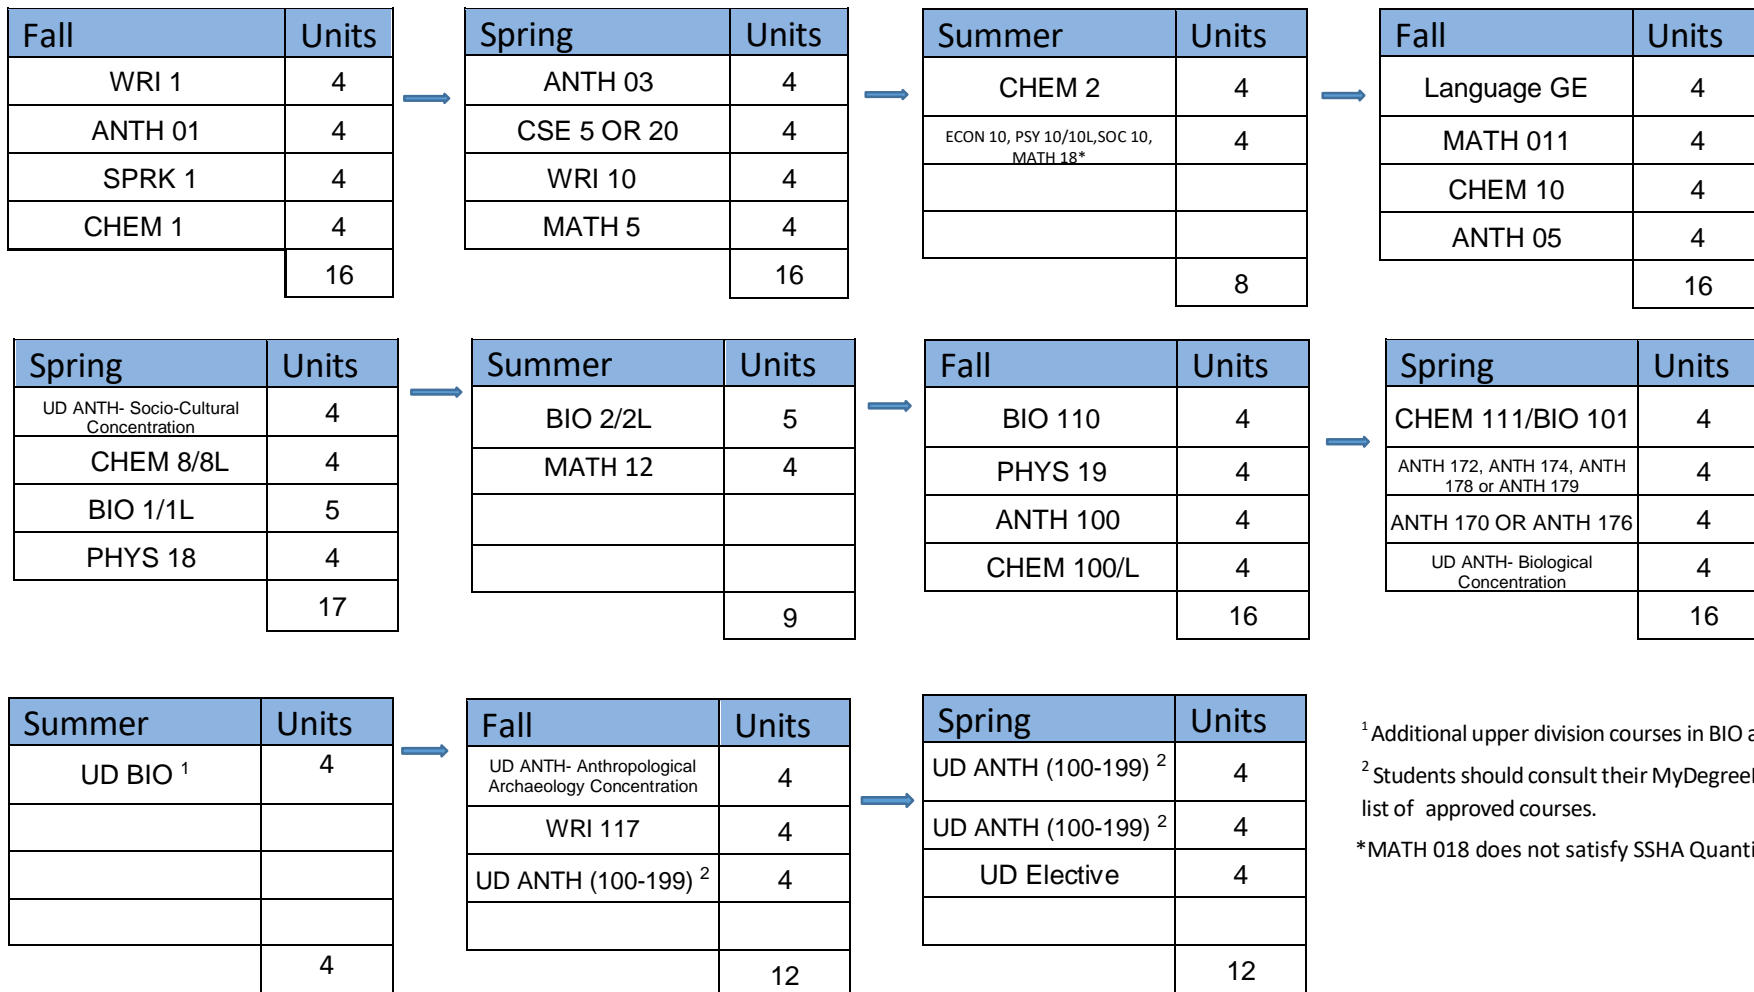 Fall Units
WRI 1 4
ANTH 01 4
SPRK 1 4
CHEM 1 4
16
Spring Units
ANTH 03 4
CSE 5 OR 20 4
WRI 10 4
MATH 5 4
16
Summer Units
CHEM 2 4
ECON 10, PSY 10/10L,SOC 10,
MATH 18* 4
8
Fall Units
Language GE 4
MATH 011 4
CHEM 10 4
ANTH 05 4
16
Spring Units
UD ANTH- Socio-Cultural
Concentration 4
CHEM 8/8L 4
BIO 1/1L 5
PHYS 18 4
17
Summer Units
BIO 2/2L 5
MATH 12 4
9
Fall Units
BIO 110 4
PHYS 19 4
ANTH 100 4
CHEM 100/L 4
16
Spring Units
CHEM 111/BIO 101 4
ANTH 172, ANTH 174, ANTH
178 or ANTH 179 4
ANTH 170 OR ANTH 176 4
UD ANTH- Biological
Concentration 4
16
Summer Units
UD BIO 1 4
4
Fall Units
UD ANTH- Anthropological
Archaeology Concentration 4
WRI 117 4
UD ANTH (100-199) 2 4
12
Spring Units
UD ANTH (100-199) 2 4
UD ANTH (100-199) 2 4
UD Elective 4
12
1 Additional upper division courses in BIO a
2 Students should consult their MyDegree
list of approved courses.
*MATH 018 does not satisfy SSHA Quanti